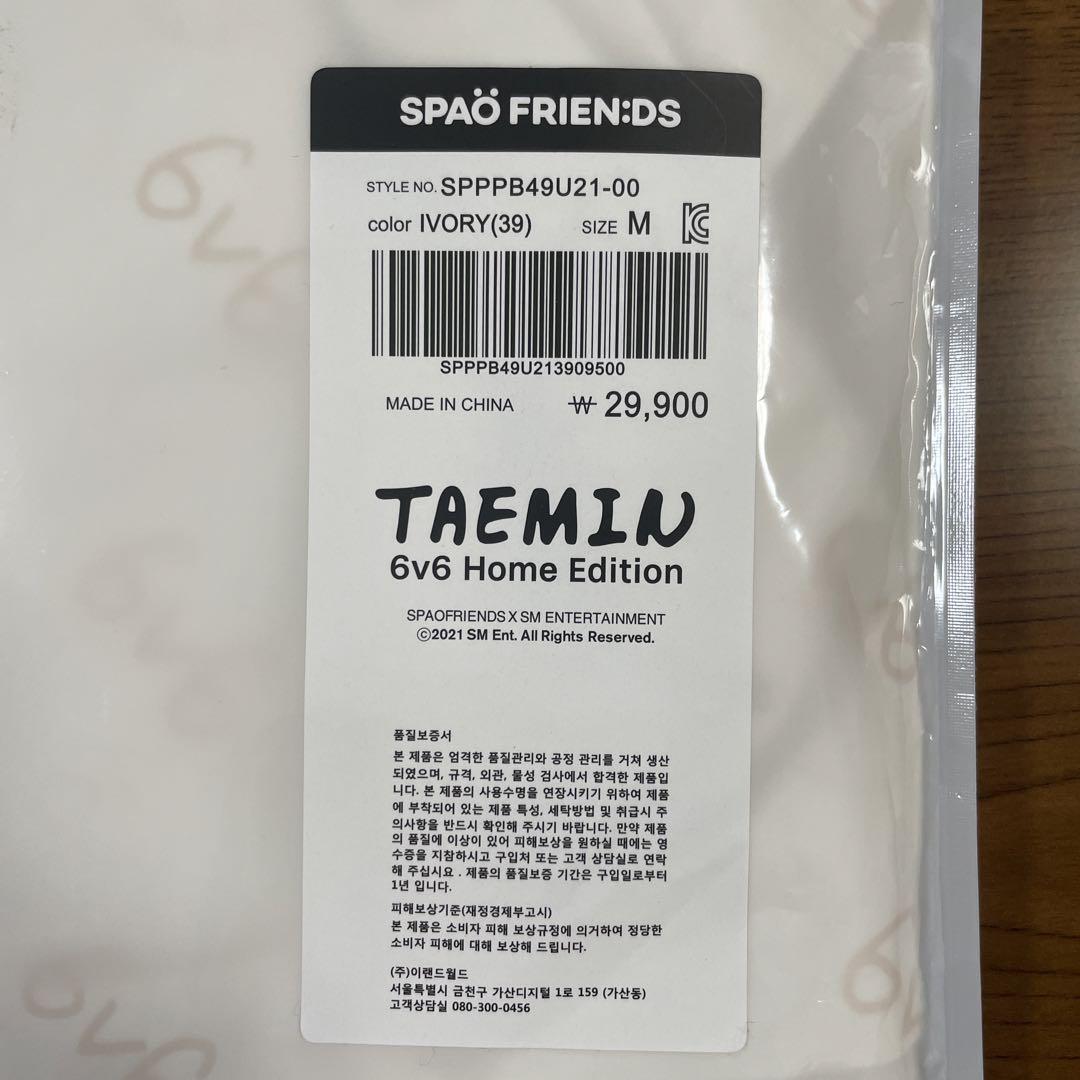 SPAÖ FRIEN:DS
STYLE NO. SPPPB49U21-00
color IVORY(39) SIZE M
SPPPB49U213909500
MADE IN CHINA ₩ 29,900
TAEMIN
6v6 Home Edition
SPAOFRIENDS X SM ENTERTAINMENT
©2021 SM Ent. All Rights Reserved.
품질보증서
본 제품은 엄격한 품질관리와 공정 관리를 거쳐 생산
되였으며, 규격, 외관, 물성 검사에서 합격한 제품입
니다. 본 제품의 사용수명을 연장시키기 위하여 제품
에 부착되어 있는 제품 특성, 세탁방법 및 취급시 주
의사항을 반드시 확인해 주시기 바랍니다. 만약 제품
의 품질에 이상이 있어 피해보상을 원하실 때에는 영
수증을 지참하시고 구입처 또는 고객 상담실로 연락
해 주십시요 . 제품의 품질보증 기간은 구입일로부터
1년 입니다.
피해보상기준(재정경제부고시)
본 제품은 소비자 피해 보상규정에 의거하여 정당한
소비자 피해에 대해 보상해 드립니다.
(주)이랜드월드
서울특별시 금천구 가산디지털 1로 159 (가산동)
고객상담실 080-300-0456
6v6
6v6
6v6